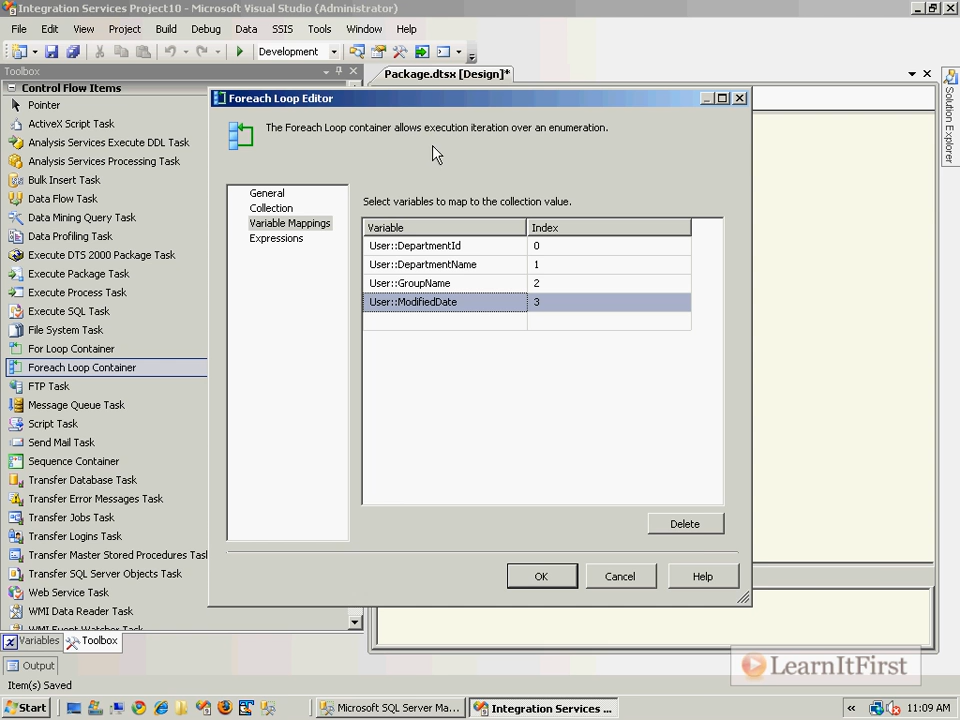 Integration Services Project10 - Microsoft Visual Studio (Administrator)
File Edit View Project Build Debug Data SSIS Tools Window Help
Development
Toolbox
Package.dtsx [Design]*
Control Flow Items
Pointer
ActiveX Script Task
Analysis Services Execute DDL Task
Analysis Services Processing Task
Bulk Insert Task
Data Flow Task
Data Mining Query Task
Data Profiling Task
Execute DTS 2000 Package Task
Execute Package Task
Execute Process Task
Execute SQL Task
File System Task
For Loop Container
Foreach Loop Container
FTP Task
Message Queue Task
Script Task
Send Mail Task
Sequence Container
Transfer Database Task
Transfer Error Messages Task
Transfer Jobs Task
Transfer Logins Task
Transfer Master Stored Procedures Task
Transfer SQL Server Objects Task
Web Service Task
WMI Data Reader Task
WMI Event Watcher Task
Variables Toolbox
Output
Item(s) Saved
Foreach Loop Editor
The Foreach Loop container allows execution iteration over an enumeration.
General
Collection
Variable Mappings
Expressions
Select variables to map to the collection value.
Variable Index
User::DepartmentId 0
User::DepartmentName 1
User::GroupName 2
User::ModifiedDate 3
Delete
OK Cancel Help
Solution Explorer
LearnItFirst
Start Microsoft SQL Server Ma... Integration Services ... « 11:09 AM